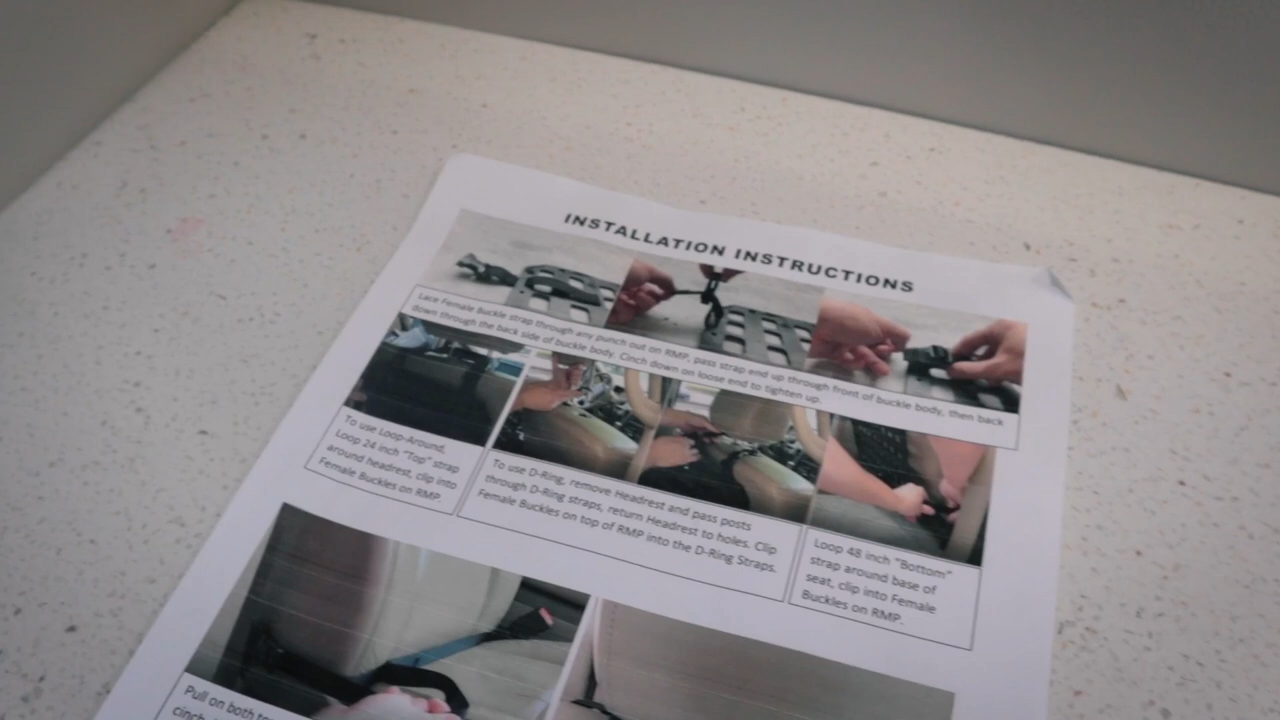 INSTALLATION INSTRUCTIONS
Lace Female Buckle strap through any punch out on RMP, pass strap end up through front of buckle body, then back
down through the back side of buckle body. Cinch down on loose end to tighten up.
To use Loop-Around,
Loop 24 inch "Top" strap
around headrest, clip into
Female Buckles on RMP.
To use D-Ring, remove Headrest and pass posts
through D-Ring straps, return Headrest to holes. Clip
Female Buckles on top of RMP into the D-Ring Straps.
Loop 48 inch "Bottom"
strap around base of
seat, clip into Female
Buckles on RMP.
Pull on both